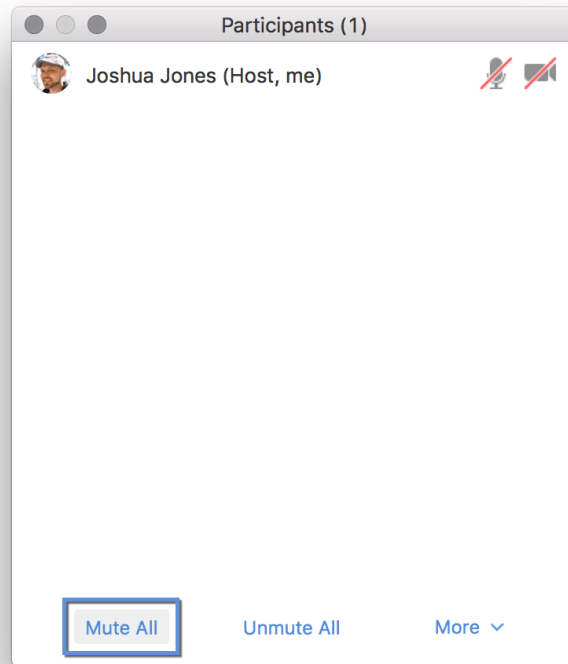 Participants (1)
Joshua Jones (Host, me)
Mute All Unmute All More